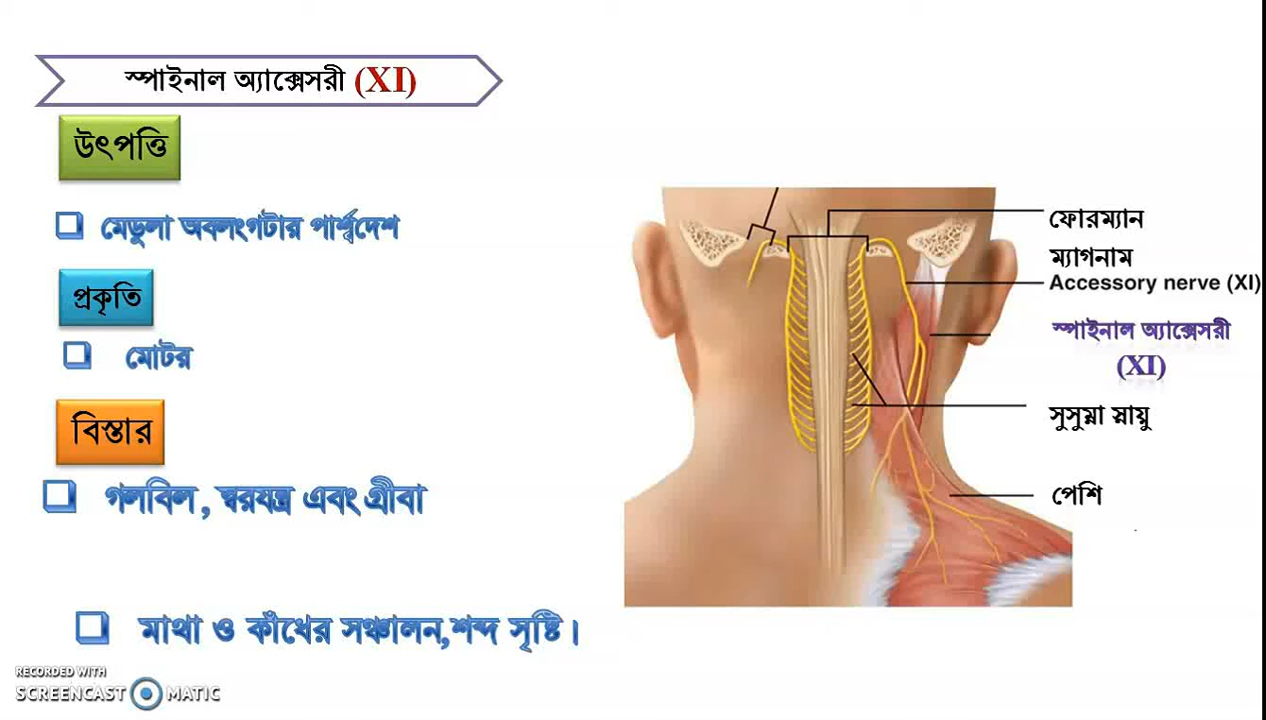 স্পাইনাল অ্যাক্সেসরী (XI)
উৎপত্তি
মেডুলা অবলংগটার পার্শ্বদেশ
প্রকৃতি
মোটর
বিস্তার
গলবিল, স্বরযন্ত্র এবং গ্রীবা
মাথা ও কাঁধের সঞ্চালন,শব্দ সৃষ্টি।
ফোরম্যান
ম্যাগনাম
Accessory nerve (XI)
স্পাইনাল অ্যাক্সেসরী
(XI)
সুসুম্না স্নায়ু
পেশি
RECORDED WITH
SCREENCAST MATIC